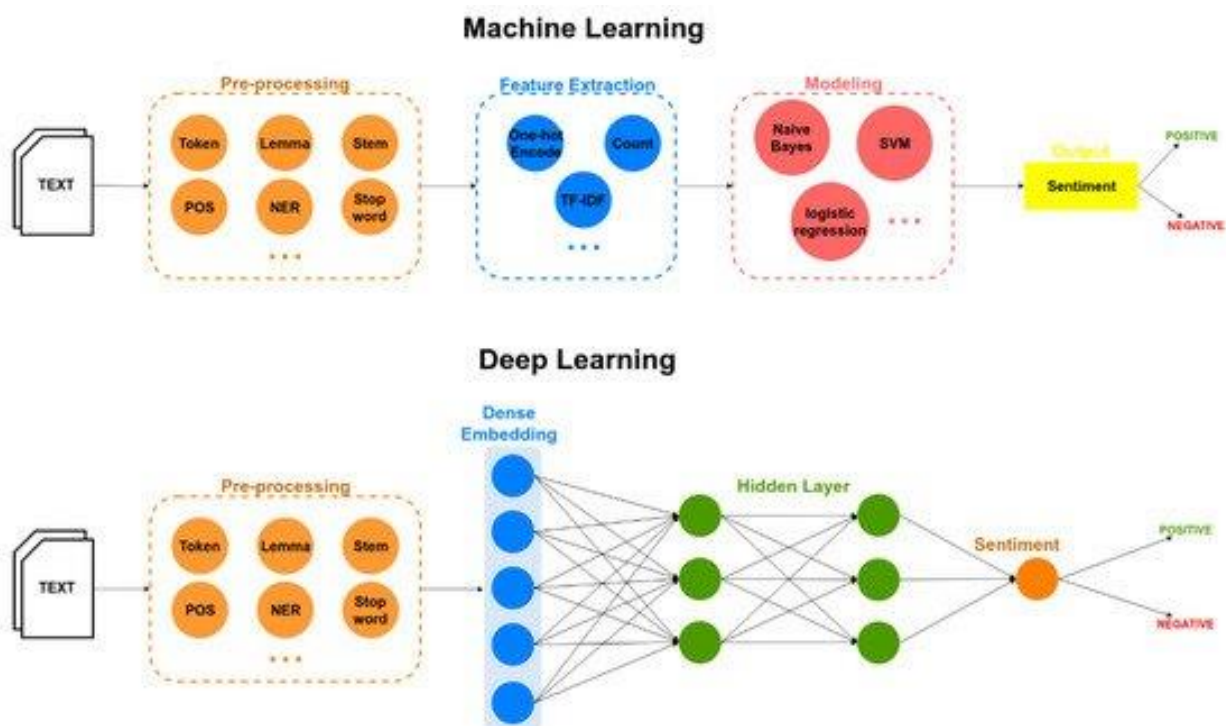 Machine Learning
Pre-processing
Feature Extraction
Modeling
TEXT
Token
Lemma
Stem
POS
NER
Stop
word
...
One-hot
Encode
Count
TF-IDF
...
Naive
Bayes
SVM
logistic
regression
...
Output
Sentiment
POSITIVE
NEGATIVE
Deep Learning
Dense
Embedding
Pre-processing
Hidden Layer
TEXT
Token
Lemma
Stem
POS
NER
Stop
word
...
Sentiment
POSITIVE
NEGATIVE